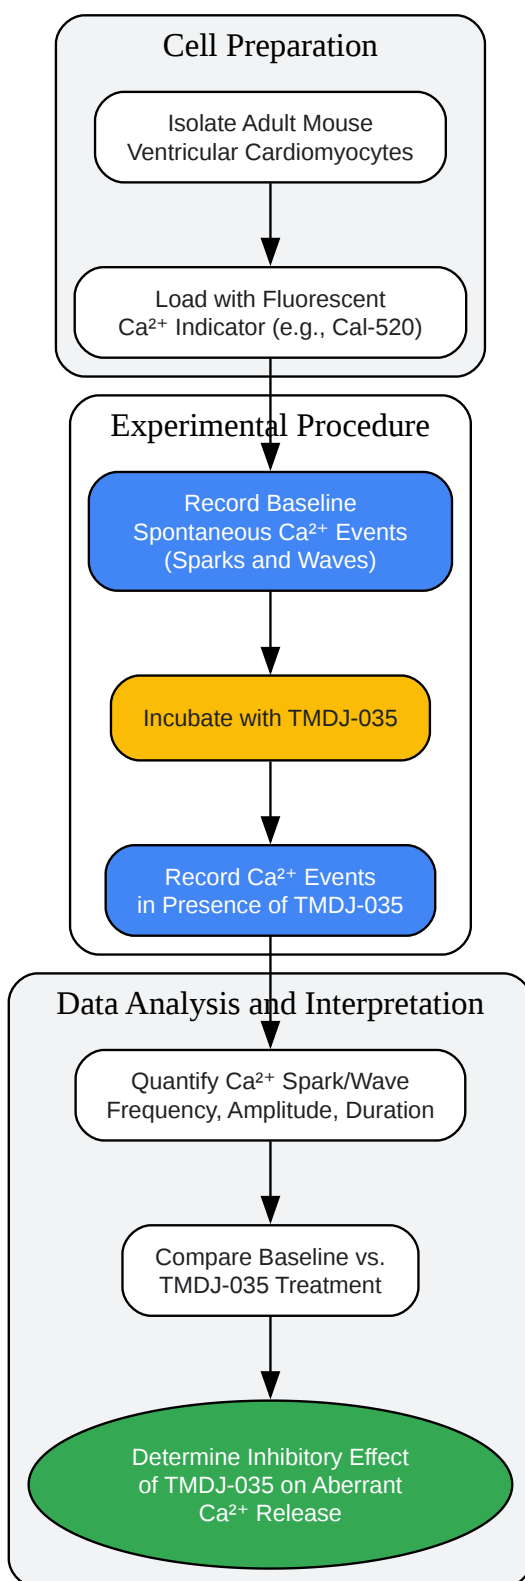 Cell Preparation
Isolate Adult Mouse
Ventricular Cardiomyocytes
Load with Fluorescent
Ca²⁺ Indicator (e.g., Cal-520)
Experimental Procedure
Record Baseline
Spontaneous Ca²⁺ Events
(Sparks and Waves)
Incubate with TMDJ-035
Record Ca²⁺ Events
in Presence of TMDJ-035
Data Analysis and Interpretation
Quantify Ca²⁺ Spark/Wave
Frequency, Amplitude, Duration
Compare Baseline vs.
TMDJ-035 Treatment
Determine Inhibitory Effect
of TMDJ-035 on Aberrant
Ca²⁺ Release